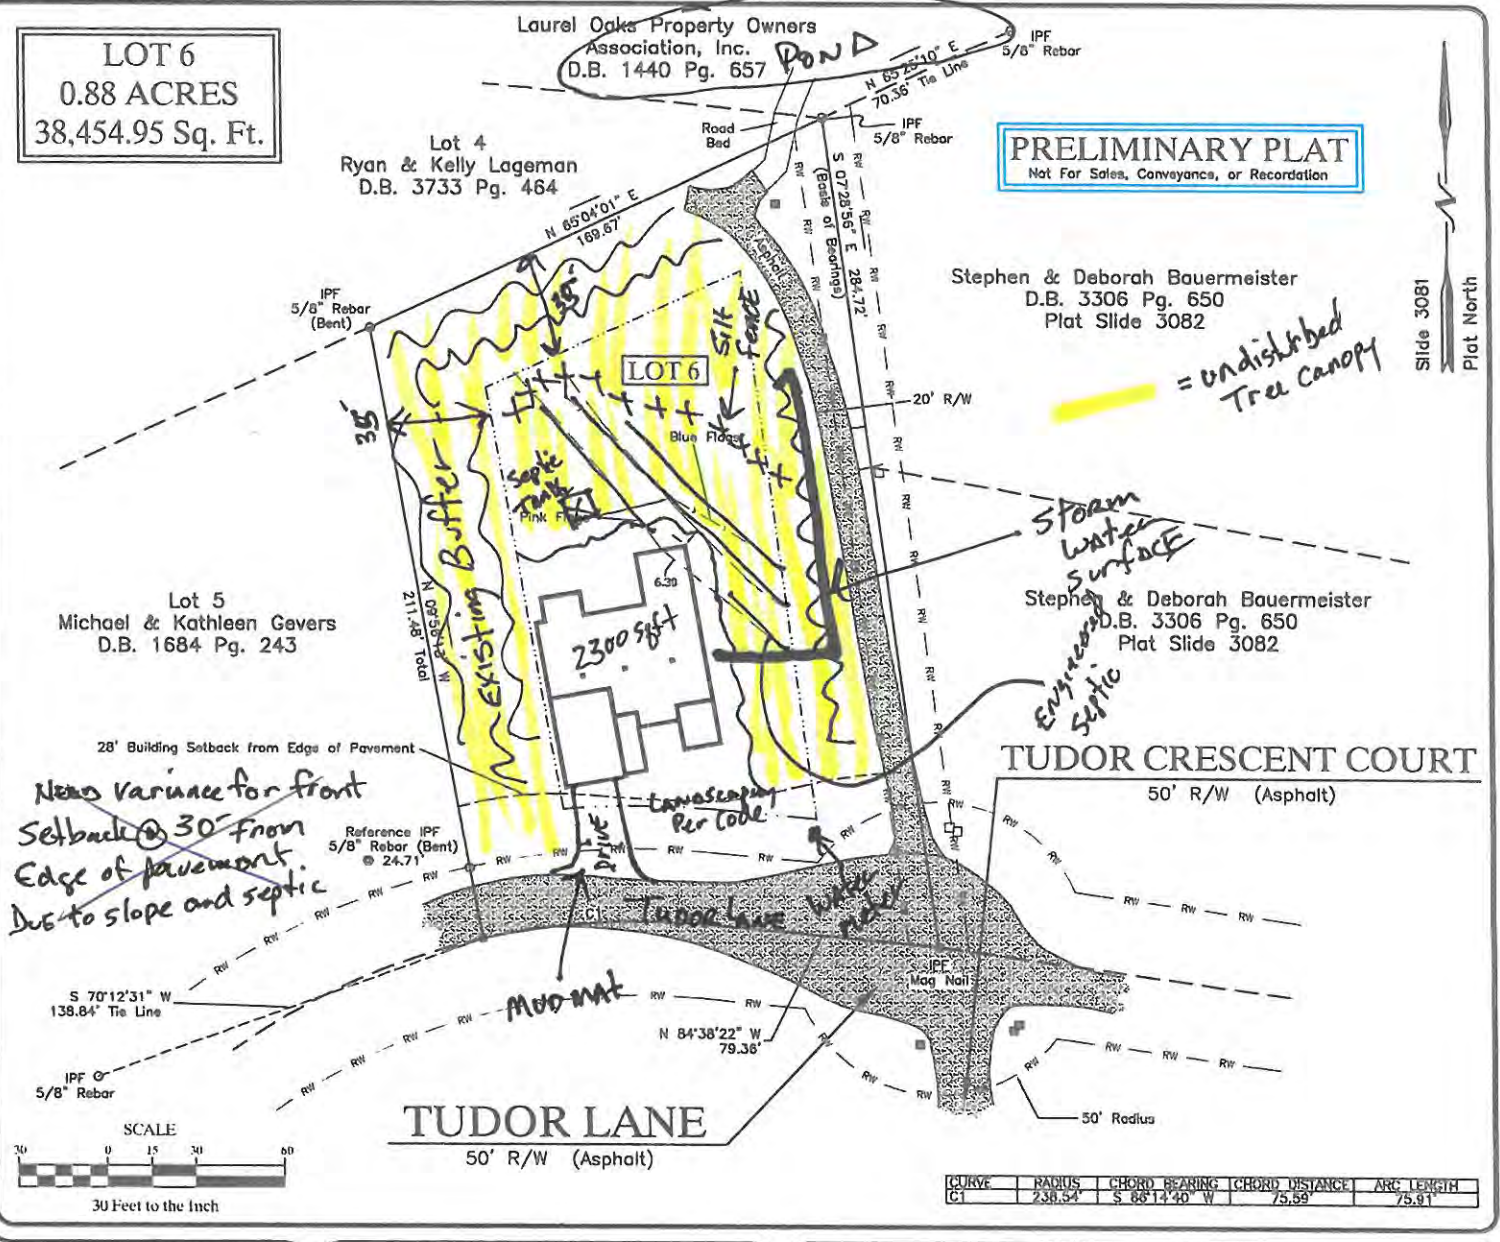 LOT 6
0.88 ACRES
38,454.95 Sq. Ft.
Laurel Oaks Property Owners
Association, Inc.
D.B. 1440 Pg. 657
POND
N 65°25'10" E
70.36' Tie Line
IPF
5/8" Rebar
Road
Bed
IPF
5/8" Rebar
PRELIMINARY PLAT
Not For Sales, Conveyance, or Recordation
Slide 3081
Plat North
Lot 4
Ryan & Kelly Lageman
D.B. 3733 Pg. 464
N 65°04'01" E
169.67'
S 07°28'56" E 284.72'
(Basis of Bearings)
Asphalt
Stephen & Deborah Bauermeister
D.B. 3306 Pg. 650
Plat Slide 3082
IPF
5/8" Rebar
(Bent)
35'
Silt
fence
LOT 6
= undisturbed
Tree canopy
20' R/W
35'
Blue Flags
Septic
Tank
Existing Buffer
Storm
water
surface
Engineered
Septic
6.39
2300 sqft
Lot 5
Michael & Kathleen Gevers
D.B. 1684 Pg. 243
211.48' Total
Stephen & Deborah Bauermeister
D.B. 3306 Pg. 650
Plat Slide 3082
28' Building Setback from Edge of Pavement
TUDOR CRESCENT COURT
50' R/W (Asphalt)
Need variance for front
Setback @ 30' from
Edge of pavement
Due to slope and septic
Landscaping
Per Code
Reference IPF
5/8" Rebar (Bent)
@ 24.71'
DRIVE
water
meter
C1
TUDOR LANE
IPF
Mag Nail
MUD MAT
S 70°12'31" W
138.84' Tie Line
N 84°38'22" W
79.36'
IPF
5/8" Rebar
TUDOR LANE
50' R/W (Asphalt)
50' Radius
RW RW RW RW RW RW RW RW
SCALE
30 0 15 30 60
30 Feet to the Inch
CURVE RADIUS CHORD BEARING CHORD DISTANCE ARC LENGTH
C1 238.54' S 86°14'40" W 75.59' 75.91'